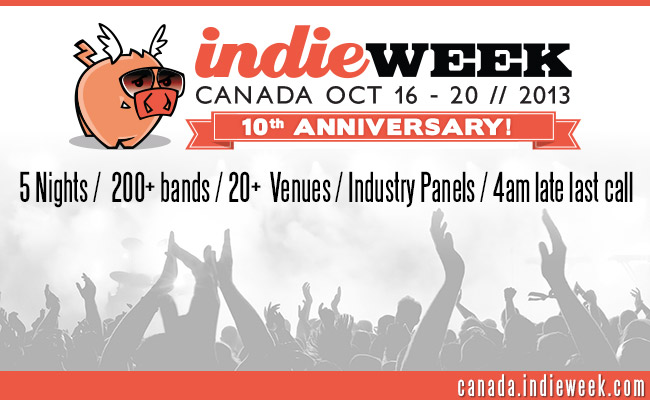 indieWEEK
CANADA OCT 16 - 20 // 2013
10th ANNIVERSARY!
5 Nights / 200+ bands / 20+ Venues / Industry Panels / 4am late last call
canada.indieweek.com